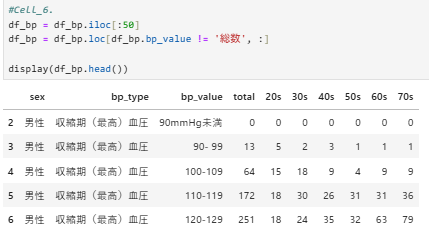 #Cell_6.
df_bp = df_bp.iloc[:50]
df_bp = df_bp.loc[df_bp.bp_value != '総数', :]
display(df_bp.head())
sex bp_type bp_value total 20s 30s 40s 50s 60s 70s
2 男性 収縮期（最高）血圧 90mmHg未満 0 0 0 0 0 0 0
3 男性 収縮期（最高）血圧 90- 99 13 5 2 3 1 1 1
4 男性 収縮期（最高）血圧 100-109 64 15 18 9 4 9 9
5 男性 収縮期（最高）血圧 110-119 172 18 30 26 31 31 36
6 男性 収縮期（最高）血圧 120-129 251 18 24 35 32 63 79